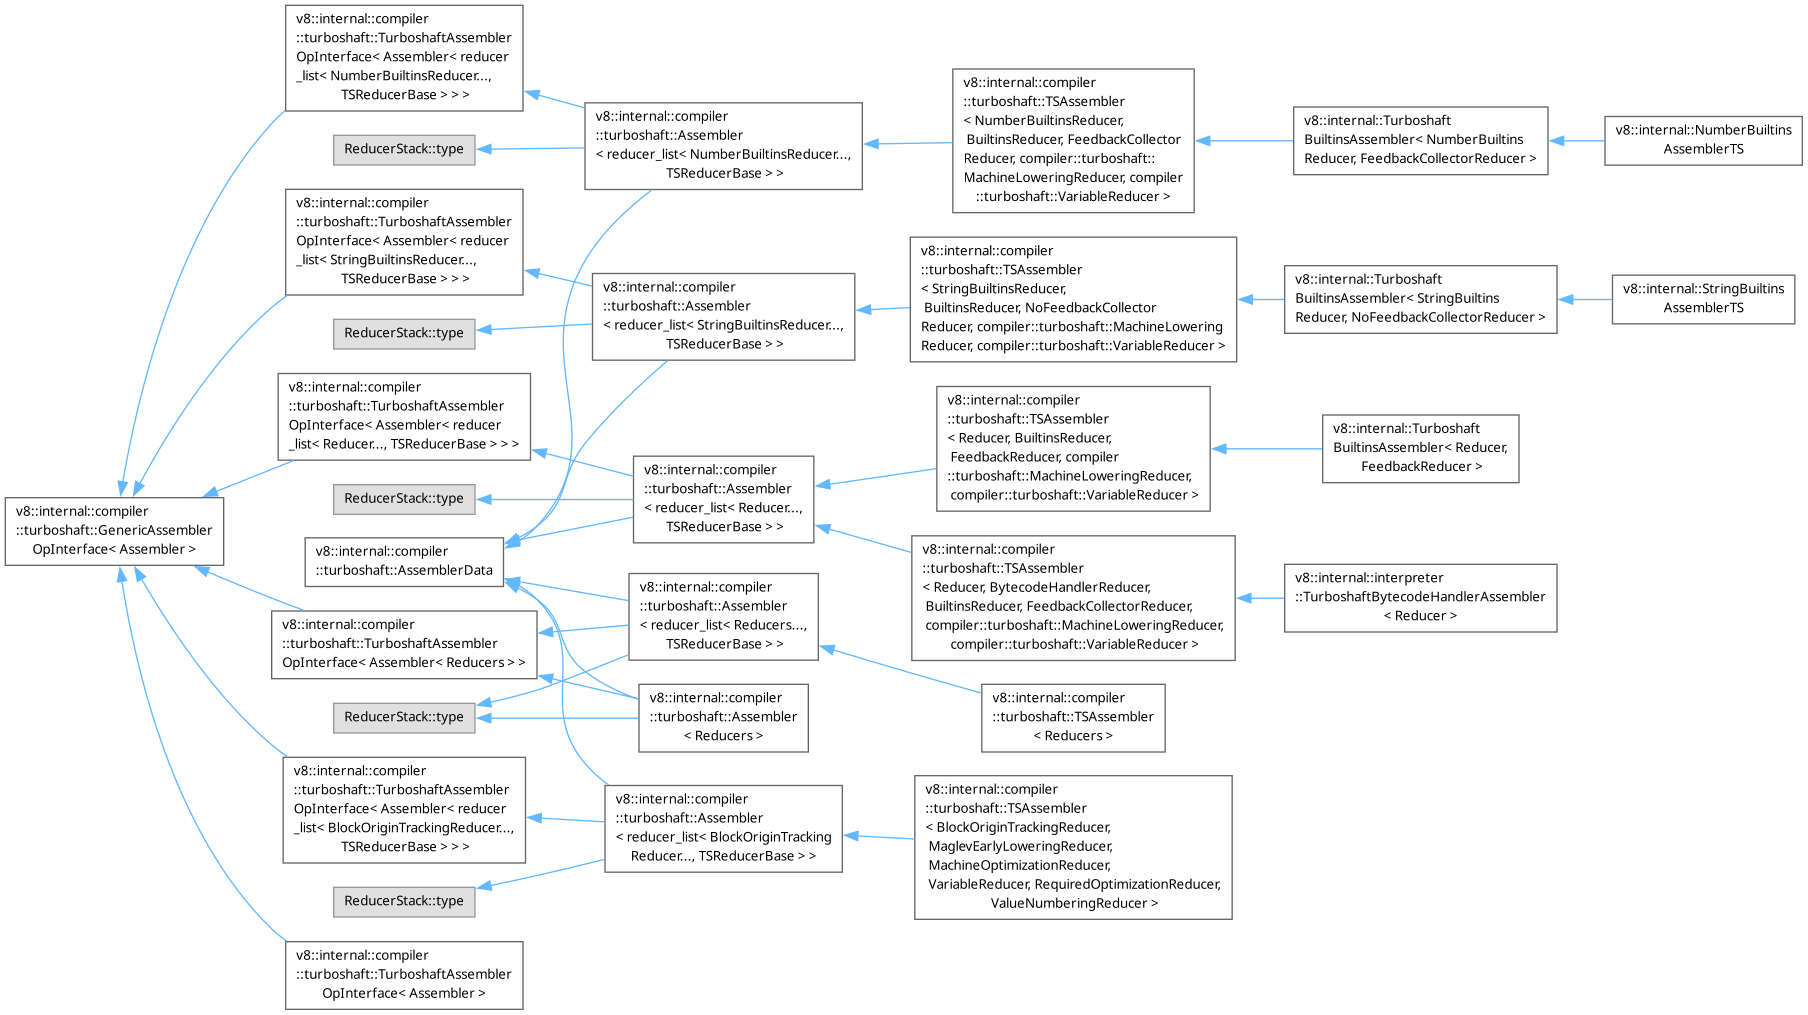 v8::internal::compiler
::turboshaft::GenericAssembler
OpInterface< Assembler >
v8::internal::compiler
::turboshaft::TurboshaftAssembler
OpInterface< Assembler< reducer
_list< NumberBuiltinsReducer...,
TSReducerBase > > >
ReducerStack::type
v8::internal::compiler
::turboshaft::TurboshaftAssembler
OpInterface< Assembler< reducer
_list< StringBuiltinsReducer...,
TSReducerBase > > >
ReducerStack::type
v8::internal::compiler
::turboshaft::TurboshaftAssembler
OpInterface< Assembler< reducer
_list< Reducer..., TSReducerBase > > >
ReducerStack::type
v8::internal::compiler
::turboshaft::AssemblerData
v8::internal::compiler
::turboshaft::TurboshaftAssembler
OpInterface< Assembler< Reducers > >
ReducerStack::type
v8::internal::compiler
::turboshaft::TurboshaftAssembler
OpInterface< Assembler< reducer
_list< BlockOriginTrackingReducer...,
TSReducerBase > > >
ReducerStack::type
v8::internal::compiler
::turboshaft::TurboshaftAssembler
OpInterface< Assembler >
v8::internal::compiler
::turboshaft::Assembler
< reducer_list< NumberBuiltinsReducer...,
TSReducerBase > >
v8::internal::compiler
::turboshaft::Assembler
< reducer_list< StringBuiltinsReducer...,
TSReducerBase > >
v8::internal::compiler
::turboshaft::Assembler
< reducer_list< Reducer...,
TSReducerBase > >
v8::internal::compiler
::turboshaft::Assembler
< reducer_list< Reducers...,
TSReducerBase > >
v8::internal::compiler
::turboshaft::Assembler
< Reducers >
v8::internal::compiler
::turboshaft::Assembler
< reducer_list< BlockOriginTracking
Reducer..., TSReducerBase > >
v8::internal::compiler
::turboshaft::TSAssembler
< NumberBuiltinsReducer,
BuiltinsReducer, FeedbackCollector
Reducer, compiler::turboshaft::
MachineLoweringReducer, compiler
::turboshaft::VariableReducer >
v8::internal::compiler
::turboshaft::TSAssembler
< StringBuiltinsReducer,
BuiltinsReducer, NoFeedbackCollector
Reducer, compiler::turboshaft::MachineLowering
Reducer, compiler::turboshaft::VariableReducer >
v8::internal::compiler
::turboshaft::TSAssembler
< Reducer, BuiltinsReducer,
FeedbackReducer, compiler
::turboshaft::MachineLoweringReducer,
compiler::turboshaft::VariableReducer >
v8::internal::compiler
::turboshaft::TSAssembler
< Reducer, BytecodeHandlerReducer,
BuiltinsReducer, FeedbackCollectorReducer,
compiler::turboshaft::MachineLoweringReducer,
compiler::turboshaft::VariableReducer >
v8::internal::compiler
::turboshaft::TSAssembler
< Reducers >
v8::internal::compiler
::turboshaft::TSAssembler
< BlockOriginTrackingReducer,
MaglevEarlyLoweringReducer,
MachineOptimizationReducer,
VariableReducer, RequiredOptimizationReducer,
ValueNumberingReducer >
v8::internal::Turboshaft
BuiltinsAssembler< NumberBuiltins
Reducer, FeedbackCollectorReducer >
v8::internal::Turboshaft
BuiltinsAssembler< StringBuiltins
Reducer, NoFeedbackCollectorReducer >
v8::internal::Turboshaft
BuiltinsAssembler< Reducer,
FeedbackReducer >
v8::internal::interpreter
::TurboshaftBytecodeHandlerAssembler
< Reducer >
v8::internal::NumberBuiltins
AssemblerTS
v8::internal::StringBuiltins
AssemblerTS